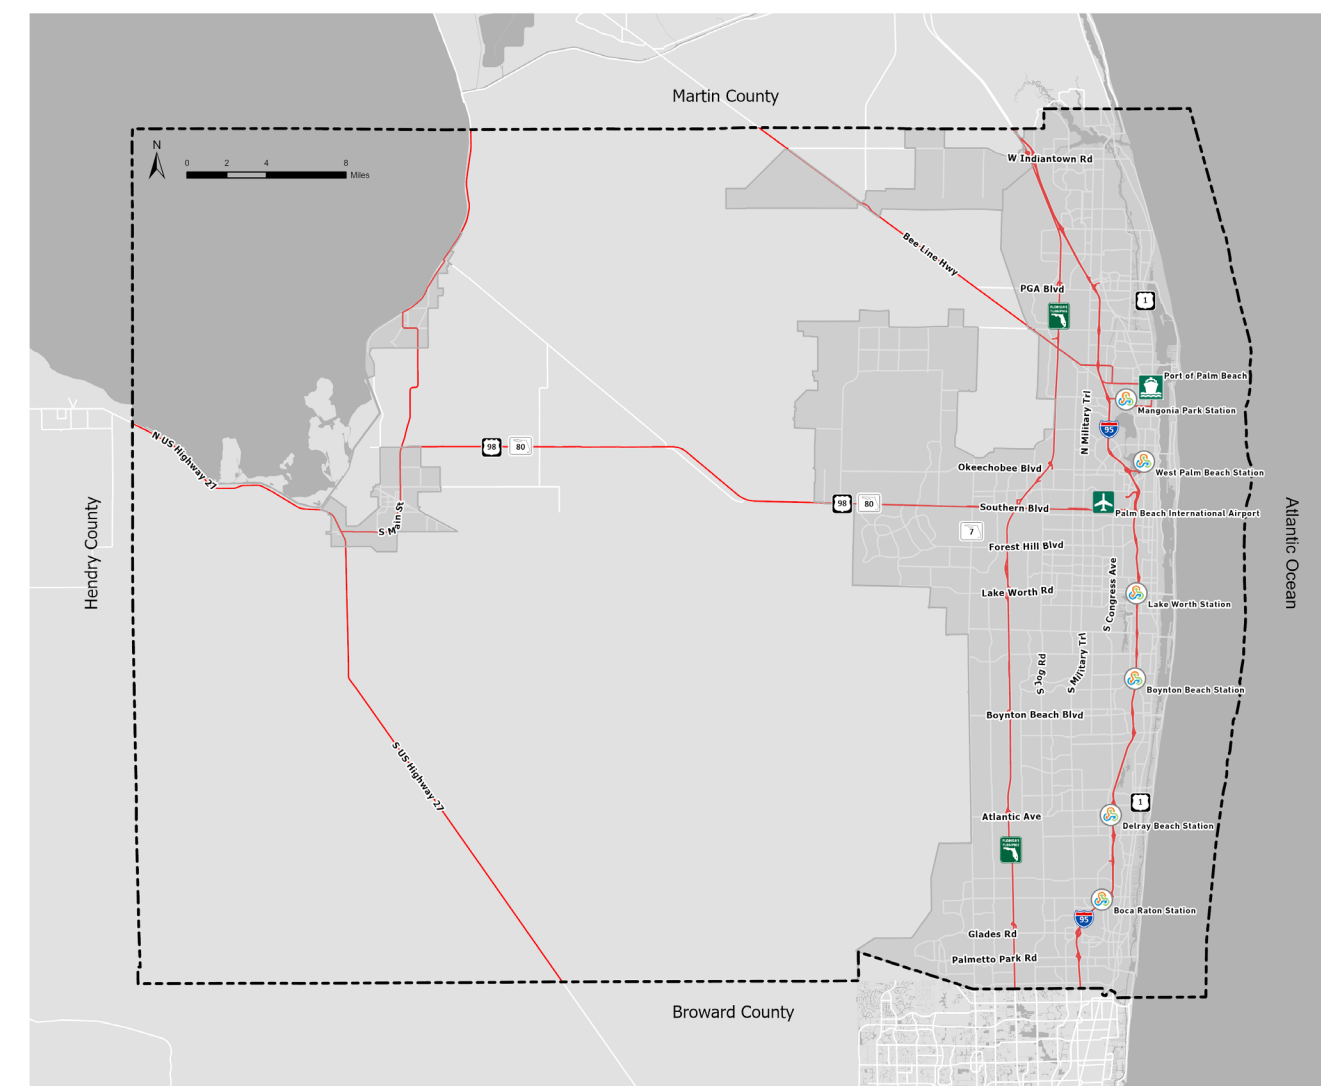 Martin County
N
0 2 4 8
Miles
W Indiantown Rd
Bee Line Hwy
PGA Blvd
FLORIDA'S
TURNPIKE
1
Port of Palm Beach
Mangonia Park Station
N Military Trl
95
N US Highway 27
98 80
Okeechobee Blvd
West Palm Beach Station
98 80
Southern Blvd
Palm Beach International Airport
S Main St
7
Forest Hill Blvd
Hendry County
Atlantic Ocean
Lake Worth Rd
S Congress Ave
Lake Worth Station
S Jog Rd
S Military Trl
Boynton Beach Station
Boynton Beach Blvd
S US Highway 27
1
Atlantic Ave
Delray Beach Station
FLORIDA'S
TURNPIKE
Boca Raton Station
95
Glades Rd
Palmetto Park Rd
Broward County